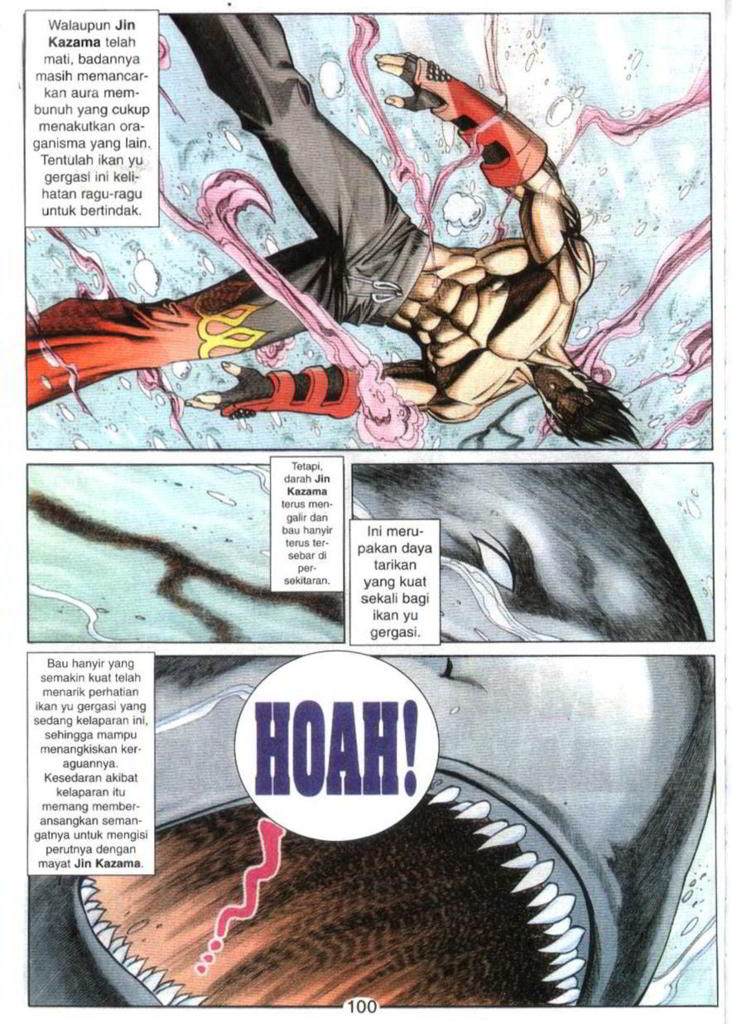 Walaupun Jin
Kazama telah
mati, badannya
masih memancar-
kan aura mem-
bunuh yang cukup
menakutkan ora-
ganisma yang lain.
Tentulah ikan yu
gergasi ini keli-
hatan ragu-ragu
untuk bertindak.
Tetapi,
darah Jin
Kazama
terus men-
galir dan
bau hanyir
terus ter-
sebar di
per-
sekitaran.
Ini meru-
pakan daya
tarikan
yang kuat
sekali bagi
ikan yu
gergasi.
Bau hanyir yang
semakin kuat telah
menarik perhatian
ikan yu gergasi yang
sedang kelaparan ini,
sehingga mampu
menangkiskan ker-
aguannya.
Kesedaran akibat
kelaparan itu
memang member-
ansangkan seman-
gatnya untuk mengisi
perutnya dengan
mayat Jin Kazama.
HOAH!
100